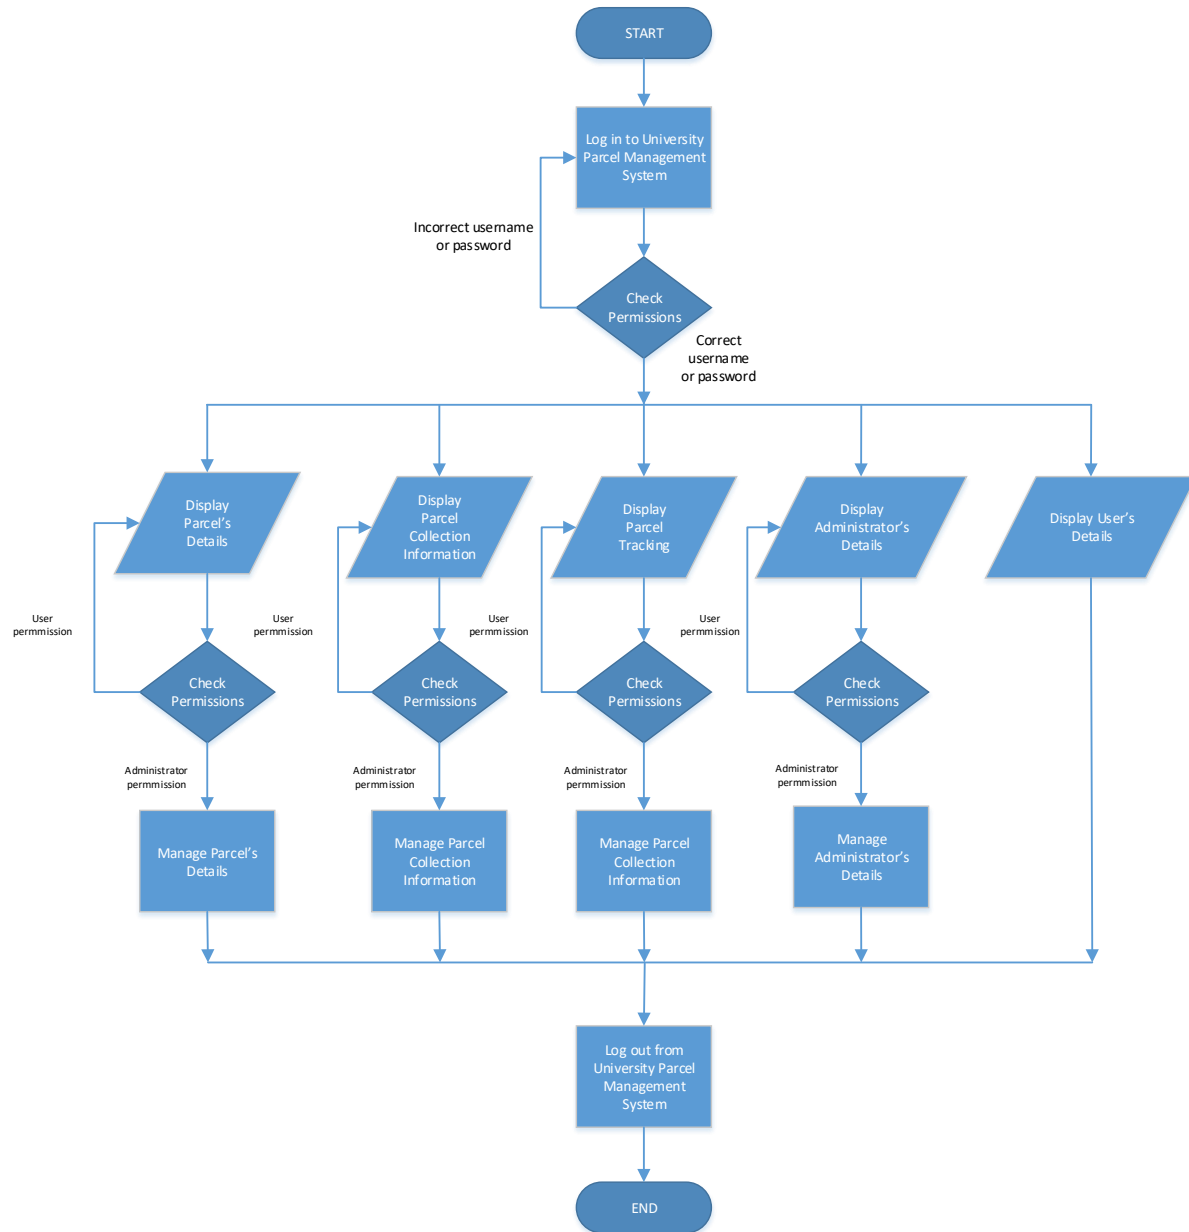 START
Log in to University
Parcel Management
System
Incorrect username
or password
Check
Permissions
Correct
username
or password
Display
Parcel's
Details
Display
Parcel
Collection
Information
Display
Parcel
Tracking
Display
Administrator's
Details
Display User's
Details
User
permmission
User
permmission
User
permmission
User
permmission
Check
Permissions
Check
Permissions
Check
Permissions
Check
Permissions
Administrator
permmission
Administrator
permmission
Administrator
permmission
Administrator
permmission
Manage Parcel's
Details
Manage Parcel
Collection
Information
Manage Parcel
Collection
Information
Manage
Administrator's
Details
Log out from
University Parcel
Management
System
END